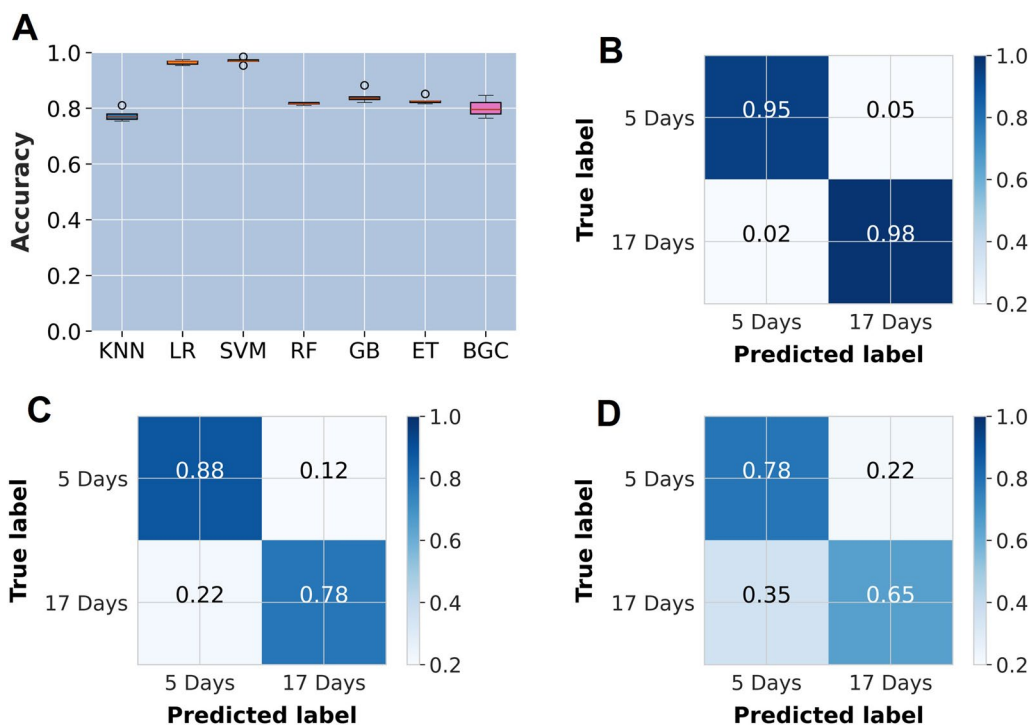 A
Accuracy
1.0
0.8
0.6
0.4
0.2
0.0
KNN LR SVM RF GB ET BGC
B
True label
5 Days
17 Days
0.95 0.05
0.02 0.98
5 Days 17 Days
Predicted label
1.0
0.8
0.6
0.4
0.2
C
True label
5 Days
17 Days
0.88 0.12
0.22 0.78
5 Days 17 Days
Predicted label
1.0
0.8
0.6
0.4
0.2
D
True label
5 Days
17 Days
0.78 0.22
0.35 0.65
5 Days 17 Days
Predicted label
1.0
0.8
0.6
0.4
0.2